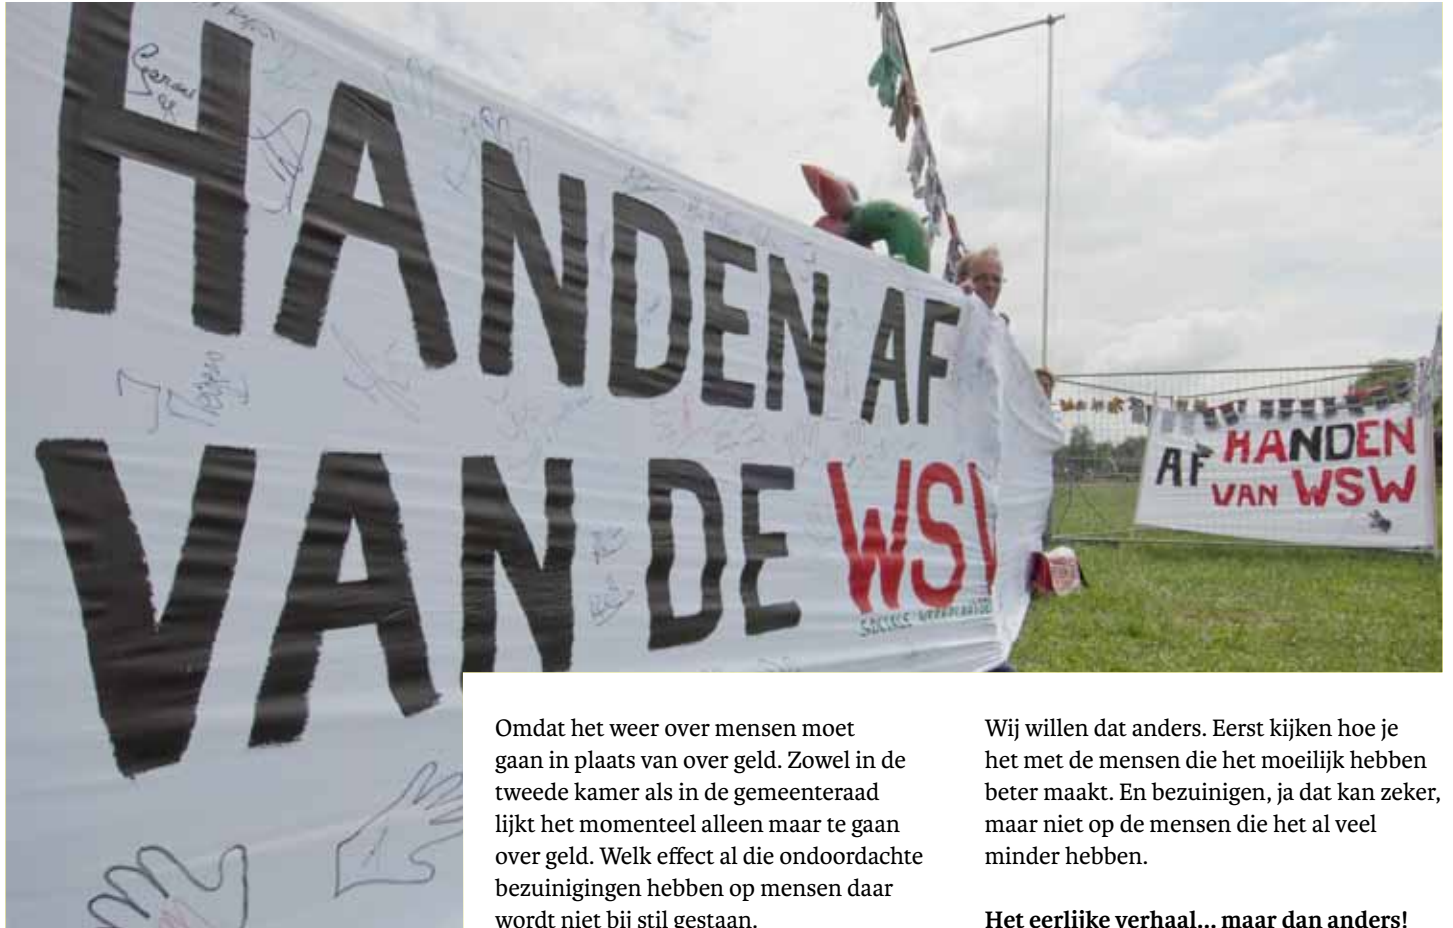 HANDEN AF
VAN DE WSW
AF HANDEN
VAN WSW
Omdat het weer over mensen moet
gaan in plaats van over geld. Zowel in de
tweede kamer als in de gemeenteraad
lijkt het momenteel alleen maar te gaan
over geld. Welk effect al die ondoordachte
bezuinigingen hebben op mensen daar
wordt niet bij stil gestaan.
Wij willen dat anders. Eerst kijken hoe je
het met de mensen die het moeilijk hebben
beter maakt. En bezuinigen, ja dat kan zeker,
maar niet op de mensen die het al veel
minder hebben.
Het eerlijke verhaal... maar dan anders!